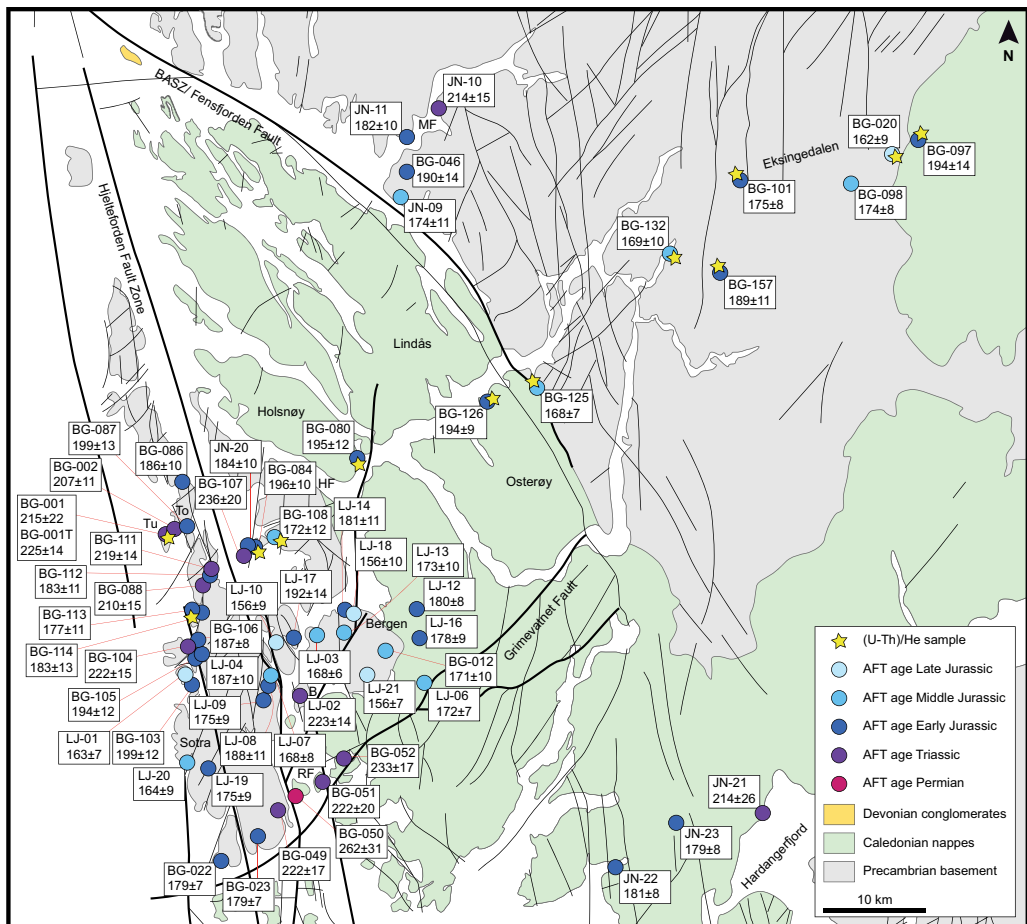 N
BASZ/ Fensfjorden Fault
JN-10
214±15
JN-11
182±10
MF
BG-046
190±14
JN-09
174±11
BG-020
162±9
BG-097
194±14
Eksingedalen
BG-101
175±8
BG-098
174±8
BG-132
169±10
BG-157
189±11
Hjeltefjorden Fault Zone
Lindås
Holsnøy
BG-125
168±7
BG-126
194±9
BG-080
195±12
Osterøy
BG-087
199±13
BG-086
186±10
JN-20
184±10
BG-084
196±10
HF
BG-002
207±11
BG-107
236±20
LJ-14
181±11
BG-001
215±22
BG-001T
225±14
Tu
To
BG-108
172±12
LJ-18
156±10
BG-111
219±14
LJ-13
173±10
BG-112
183±11
LJ-17
192±14
LJ-12
180±8
BG-088
210±15
LJ-10
156±9
BG-113
177±11
BG-106
187±8
Bergen
LJ-16
178±9
Grimevatnet Fault
BG-114
183±13
BG-104
222±15
LJ-04
187±10
LJ-03
168±6
BG-012
171±10
BG-105
194±12
LJ-09
175±9
B
LJ-02
223±14
LJ-21
156±7
LJ-06
172±7
LJ-01
163±7
BG-103
199±12
Sotra
LJ-08
188±11
LJ-07
168±8
BG-052
233±17
LJ-20
164±9
LJ-19
175±9
RF
BG-051
222±20
BG-050
262±31
BG-022
179±7
BG-023
179±7
BG-049
222±17
JN-21
214±26
JN-23
179±8
JN-22
181±8
Hardangerfjord
(U-Th)/He sample
AFT age Late Jurassic
AFT age Middle Jurassic
AFT age Early Jurassic
AFT age Triassic
AFT age Permian
Devonian conglomerates
Caledonian nappes
Precambrian basement
10 km